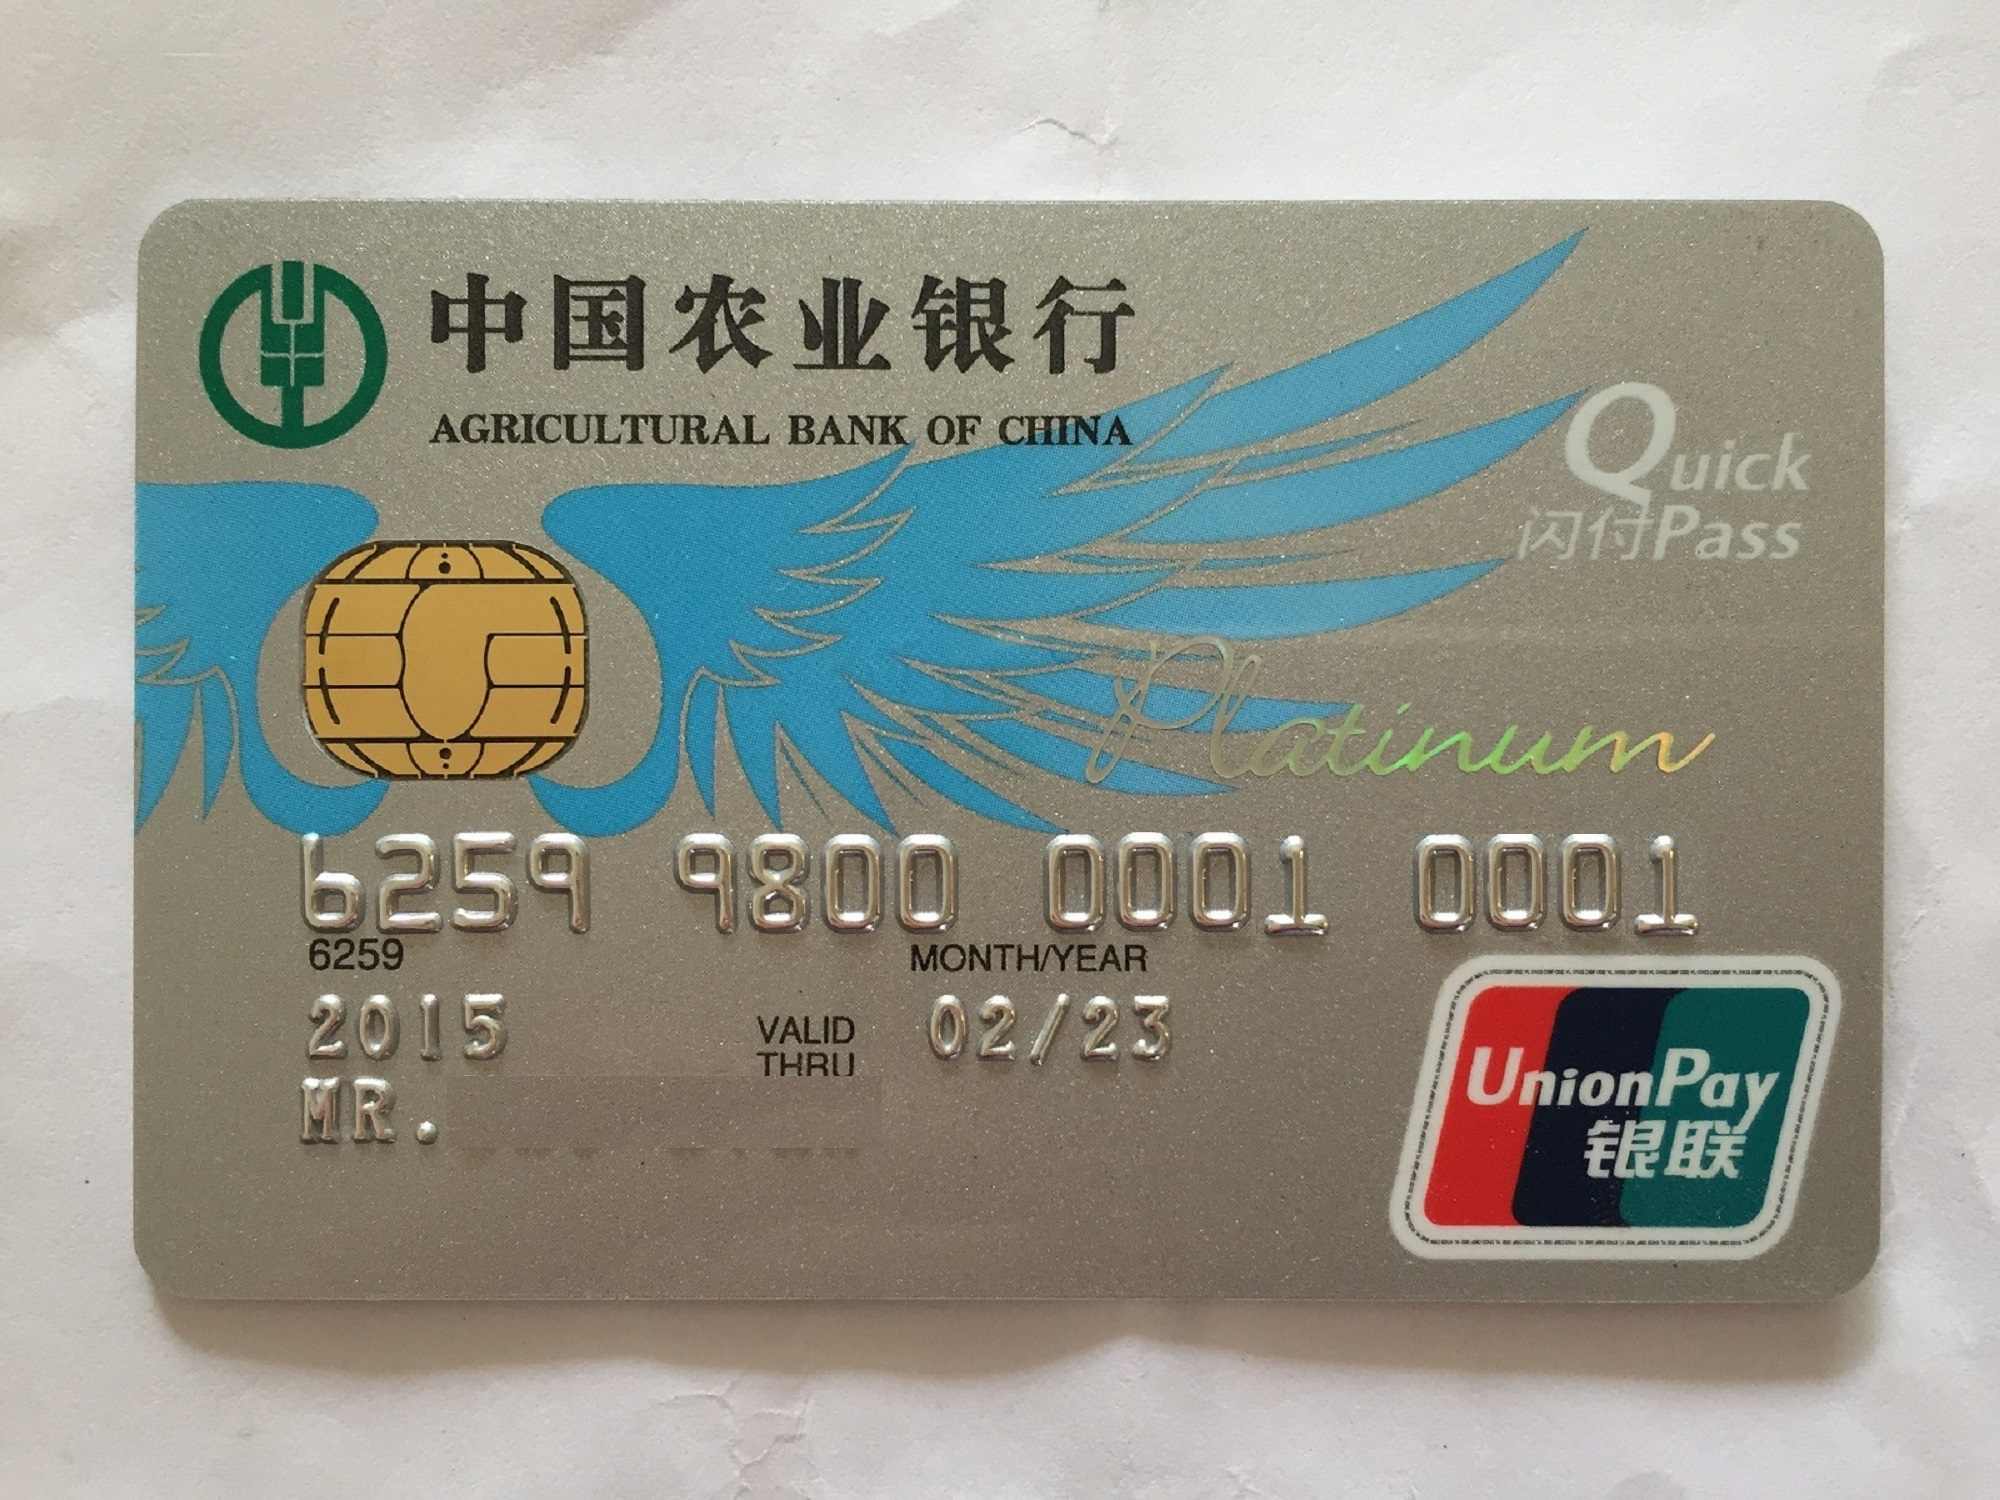 中国农业银行
AGRICULTURAL BANK OF CHINA
Quick
闪付Pass
Platinum
6259 9800 0001 0001
6259
MONTH/YEAR
2015
VALID
THRU
02/23
MR.
UnionPay
银联